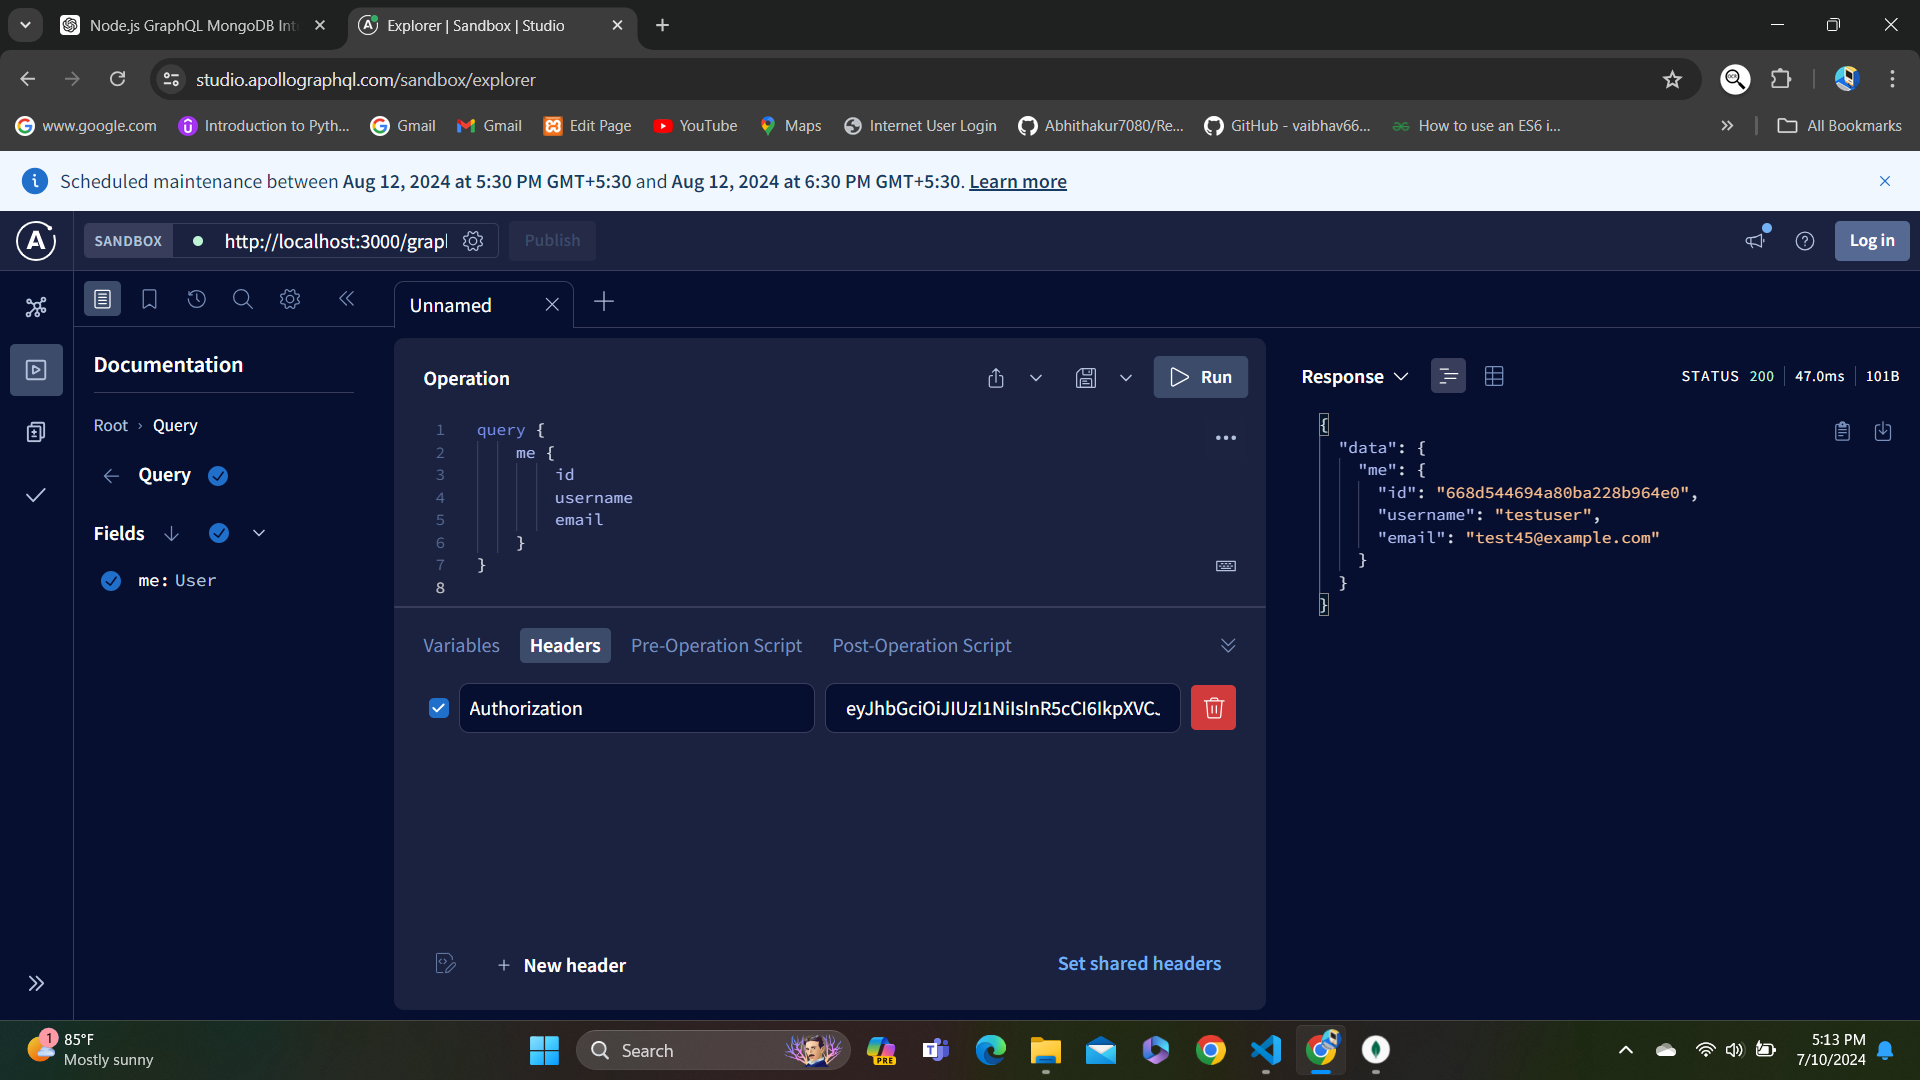 Node.js GraphQL MongoDB Int
Explorer | Sandbox | Studio
studio.apollographql.com/sandbox/explorer
www.google.com
Introduction to Pyth...
Gmail
Gmail
Edit Page
YouTube
Maps
Internet User Login
Abhithakur7080/Re...
GitHub - vaibhav66...
How to use an ES6 i...
All Bookmarks
Scheduled maintenance between Aug 12, 2024 at 5:30 PM GMT+5:30 and Aug 12, 2024 at 6:30 PM GMT+5:30. Learn more
SANDBOX
http://localhost:3000/grap
Publish
Log in
Unnamed
Documentation
Root › Query
Query
Fields
me: User
Operation
Run
1 query {
2 me {
3 id
4 username
5 email
6 }
7 }
8
Variables
Headers
Pre-Operation Script
Post-Operation Script
Authorization
eyJhbGciOiJIUzI1NiIsInR5cCI6IkpXVC.
+ New header
Set shared headers
Response
STATUS 200
47.0ms
101B
{
"data": {
"me": {
"id": "668d544694a80ba228b964e0",
"username": "testuser",
"email": "test45@example.com"
}
}
}
1
85°F
Mostly sunny
Search
PRE
5:13 PM
7/10/2024